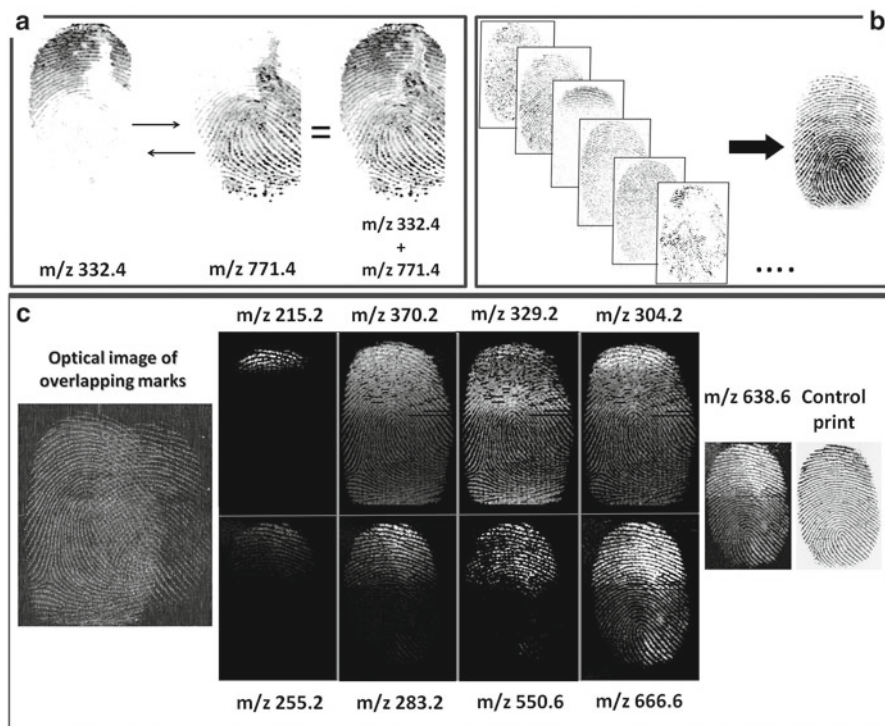 a
=
m/z 332.4
m/z 771.4
m/z 332.4
+
m/z 771.4
b
....
c
m/z 215.2
m/z 370.2
m/z 329.2
m/z 304.2
Optical image of
overlapping marks
m/z 638.6
Control
print
m/z 255.2
m/z 283.2
m/z 550.6
m/z 666.6